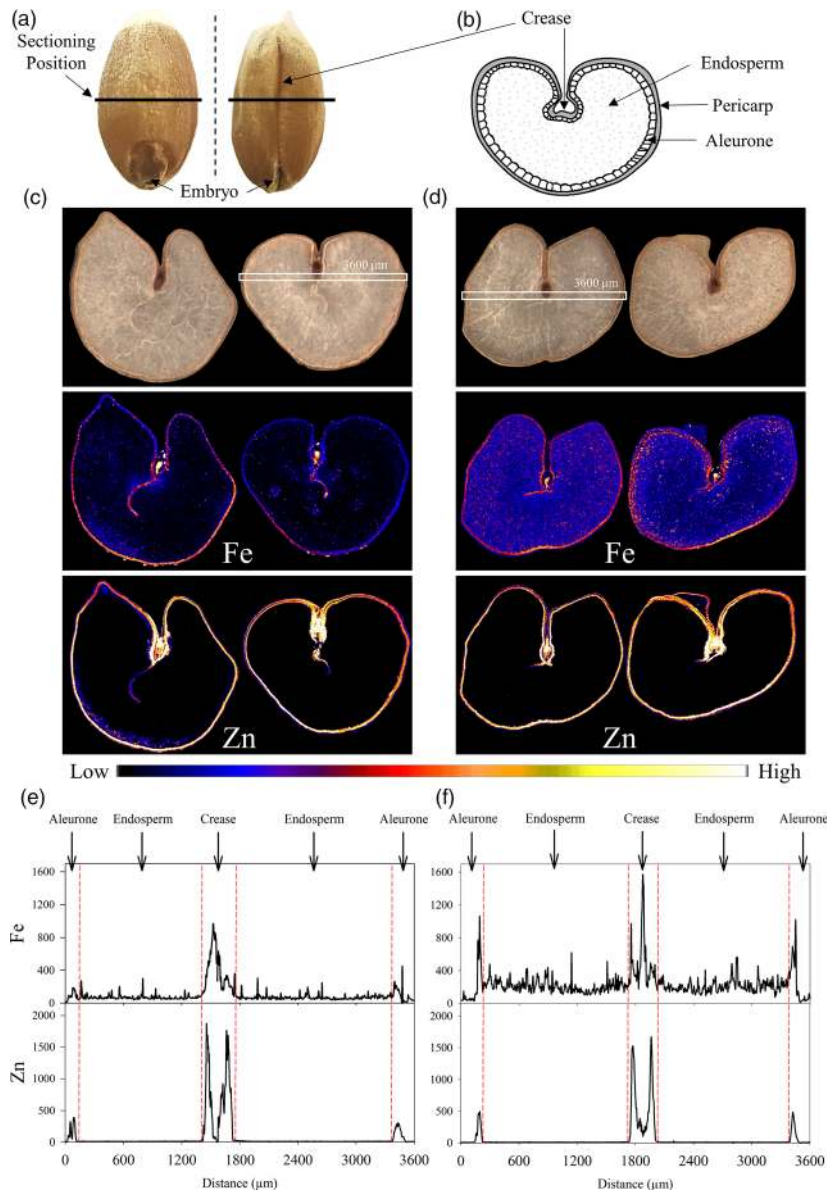 (a)
Sectioning
Position
Embryo
Crease
(b)
Endosperm
Pericarp
Aleurone
(c)
3600 µm
(d)
3600 µm
Fe
Fe
Zn
Zn
Low
High
(e)
Aleurone Endosperm Crease Endosperm Aleurone
(f)
Aleurone Endosperm Crease Endosperm Aleurone
Fe
1600
1200
800
400
0
1600
1200
800
400
0
Zn
2000
1500
1000
500
0
2000
1500
1000
500
0
0 600 1200 1800 2400 3000 3600
Distance (µm)
0 600 1200 1800 2400 3000 3600
Distance (µm)